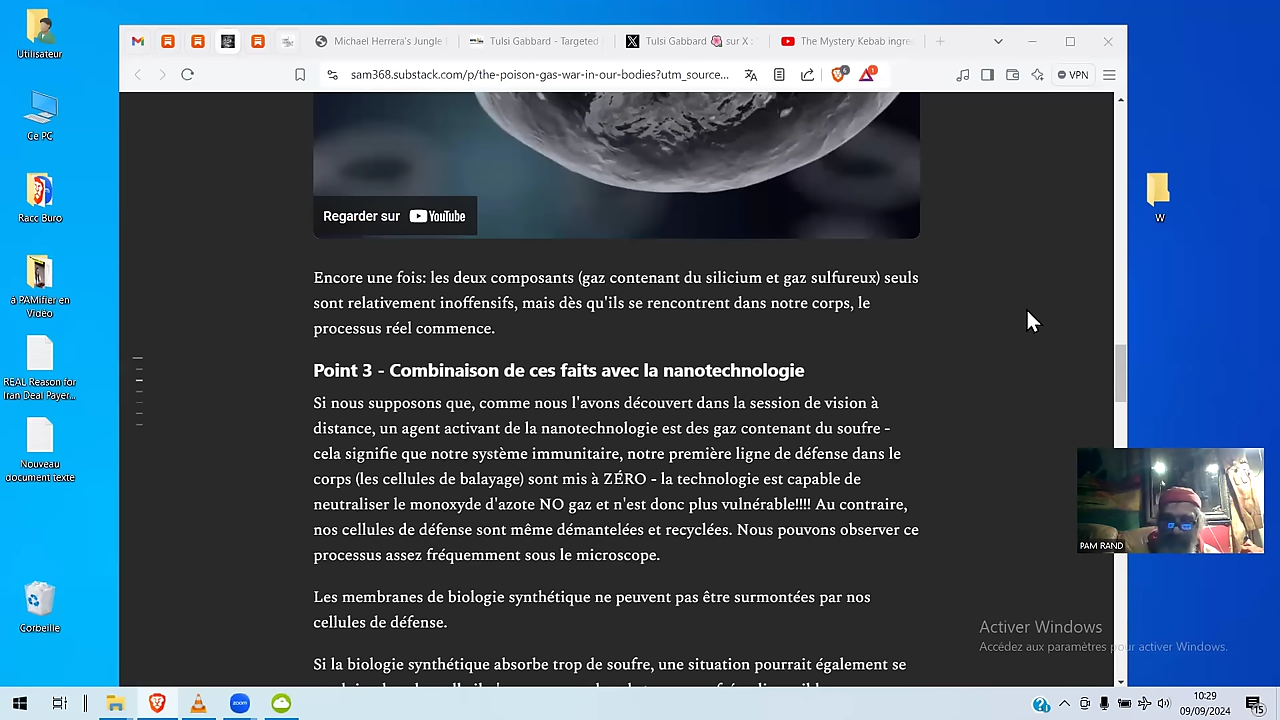 Utilisateur
Ce PC
Racc Buro
à PAMifier en
Vidéo
REAL Reason for
Iran Deal Payer...
Nouveau
document texte
Corbeille
Michael Herrera's Jungle
Tulsi Gabbard - Targeted
Tulsi Gabbard 🌺 sur X :
The Mystery Kebab ingre
sam368.substack.com/p/the-poison-gas-war-in-our-bodies?utm_source...
VPN
Regarder sur YouTube
Encore une fois: les deux composants (gaz contenant du silicium et gaz sulfureux) seuls
sont relativement inoffensifs, mais dès qu'ils se rencontrent dans notre corps, le
processus réel commence.
Point 3 - Combinaison de ces faits avec la nanotechnologie
Si nous supposons que, comme nous l'avons découvert dans la session de vision à
distance, un agent activant de la nanotechnologie est des gaz contenant du soufre -
cela signifie que notre système immunitaire, notre première ligne de défense dans le
corps (les cellules de balayage) sont mis à ZÉRO - la technologie est capable de
neutraliser le monoxyde d'azote NO gaz et n'est donc plus vulnérable!!!! Au contraire,
nos cellules de défense sont même démantelées et recyclées. Nous pouvons observer ce
processus assez fréquemment sous le microscope.
Les membranes de biologie synthétique ne peuvent pas être surmontées par nos
cellules de défense.
Si la biologie synthétique absorbe trop de soufre, une situation pourrait également se
W
PAM RAND
Activer Windows
Accédez aux paramètres pour activer Windows.
zoom
10:29
09/09/2024
15